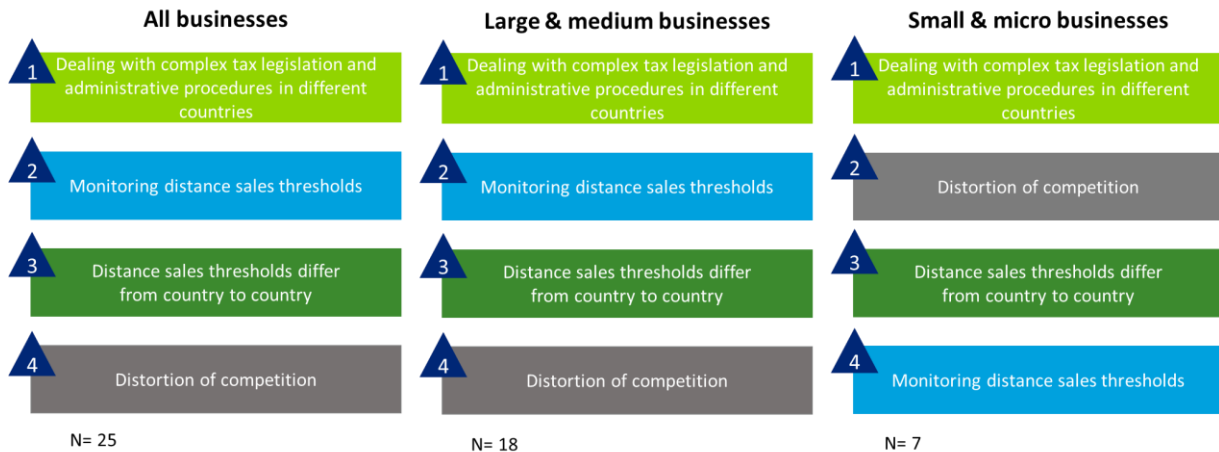 All businesses
1
Dealing with complex tax legislation and
administrative procedures in different
countries
2
Monitoring distance sales thresholds
3
Distance sales thresholds differ
from country to country
4
Distortion of competition
N= 25
Large & medium businesses
1
Dealing with complex tax legislation and
administrative procedures in different
countries
2
Monitoring distance sales thresholds
3
Distance sales thresholds differ
from country to country
4
Distortion of competition
N= 18
Small & micro businesses
1
Dealing with complex tax legislation and
administrative procedures in different
countries
2
Distortion of competition
3
Distance sales thresholds differ
from country to country
4
Monitoring distance sales thresholds
N= 7